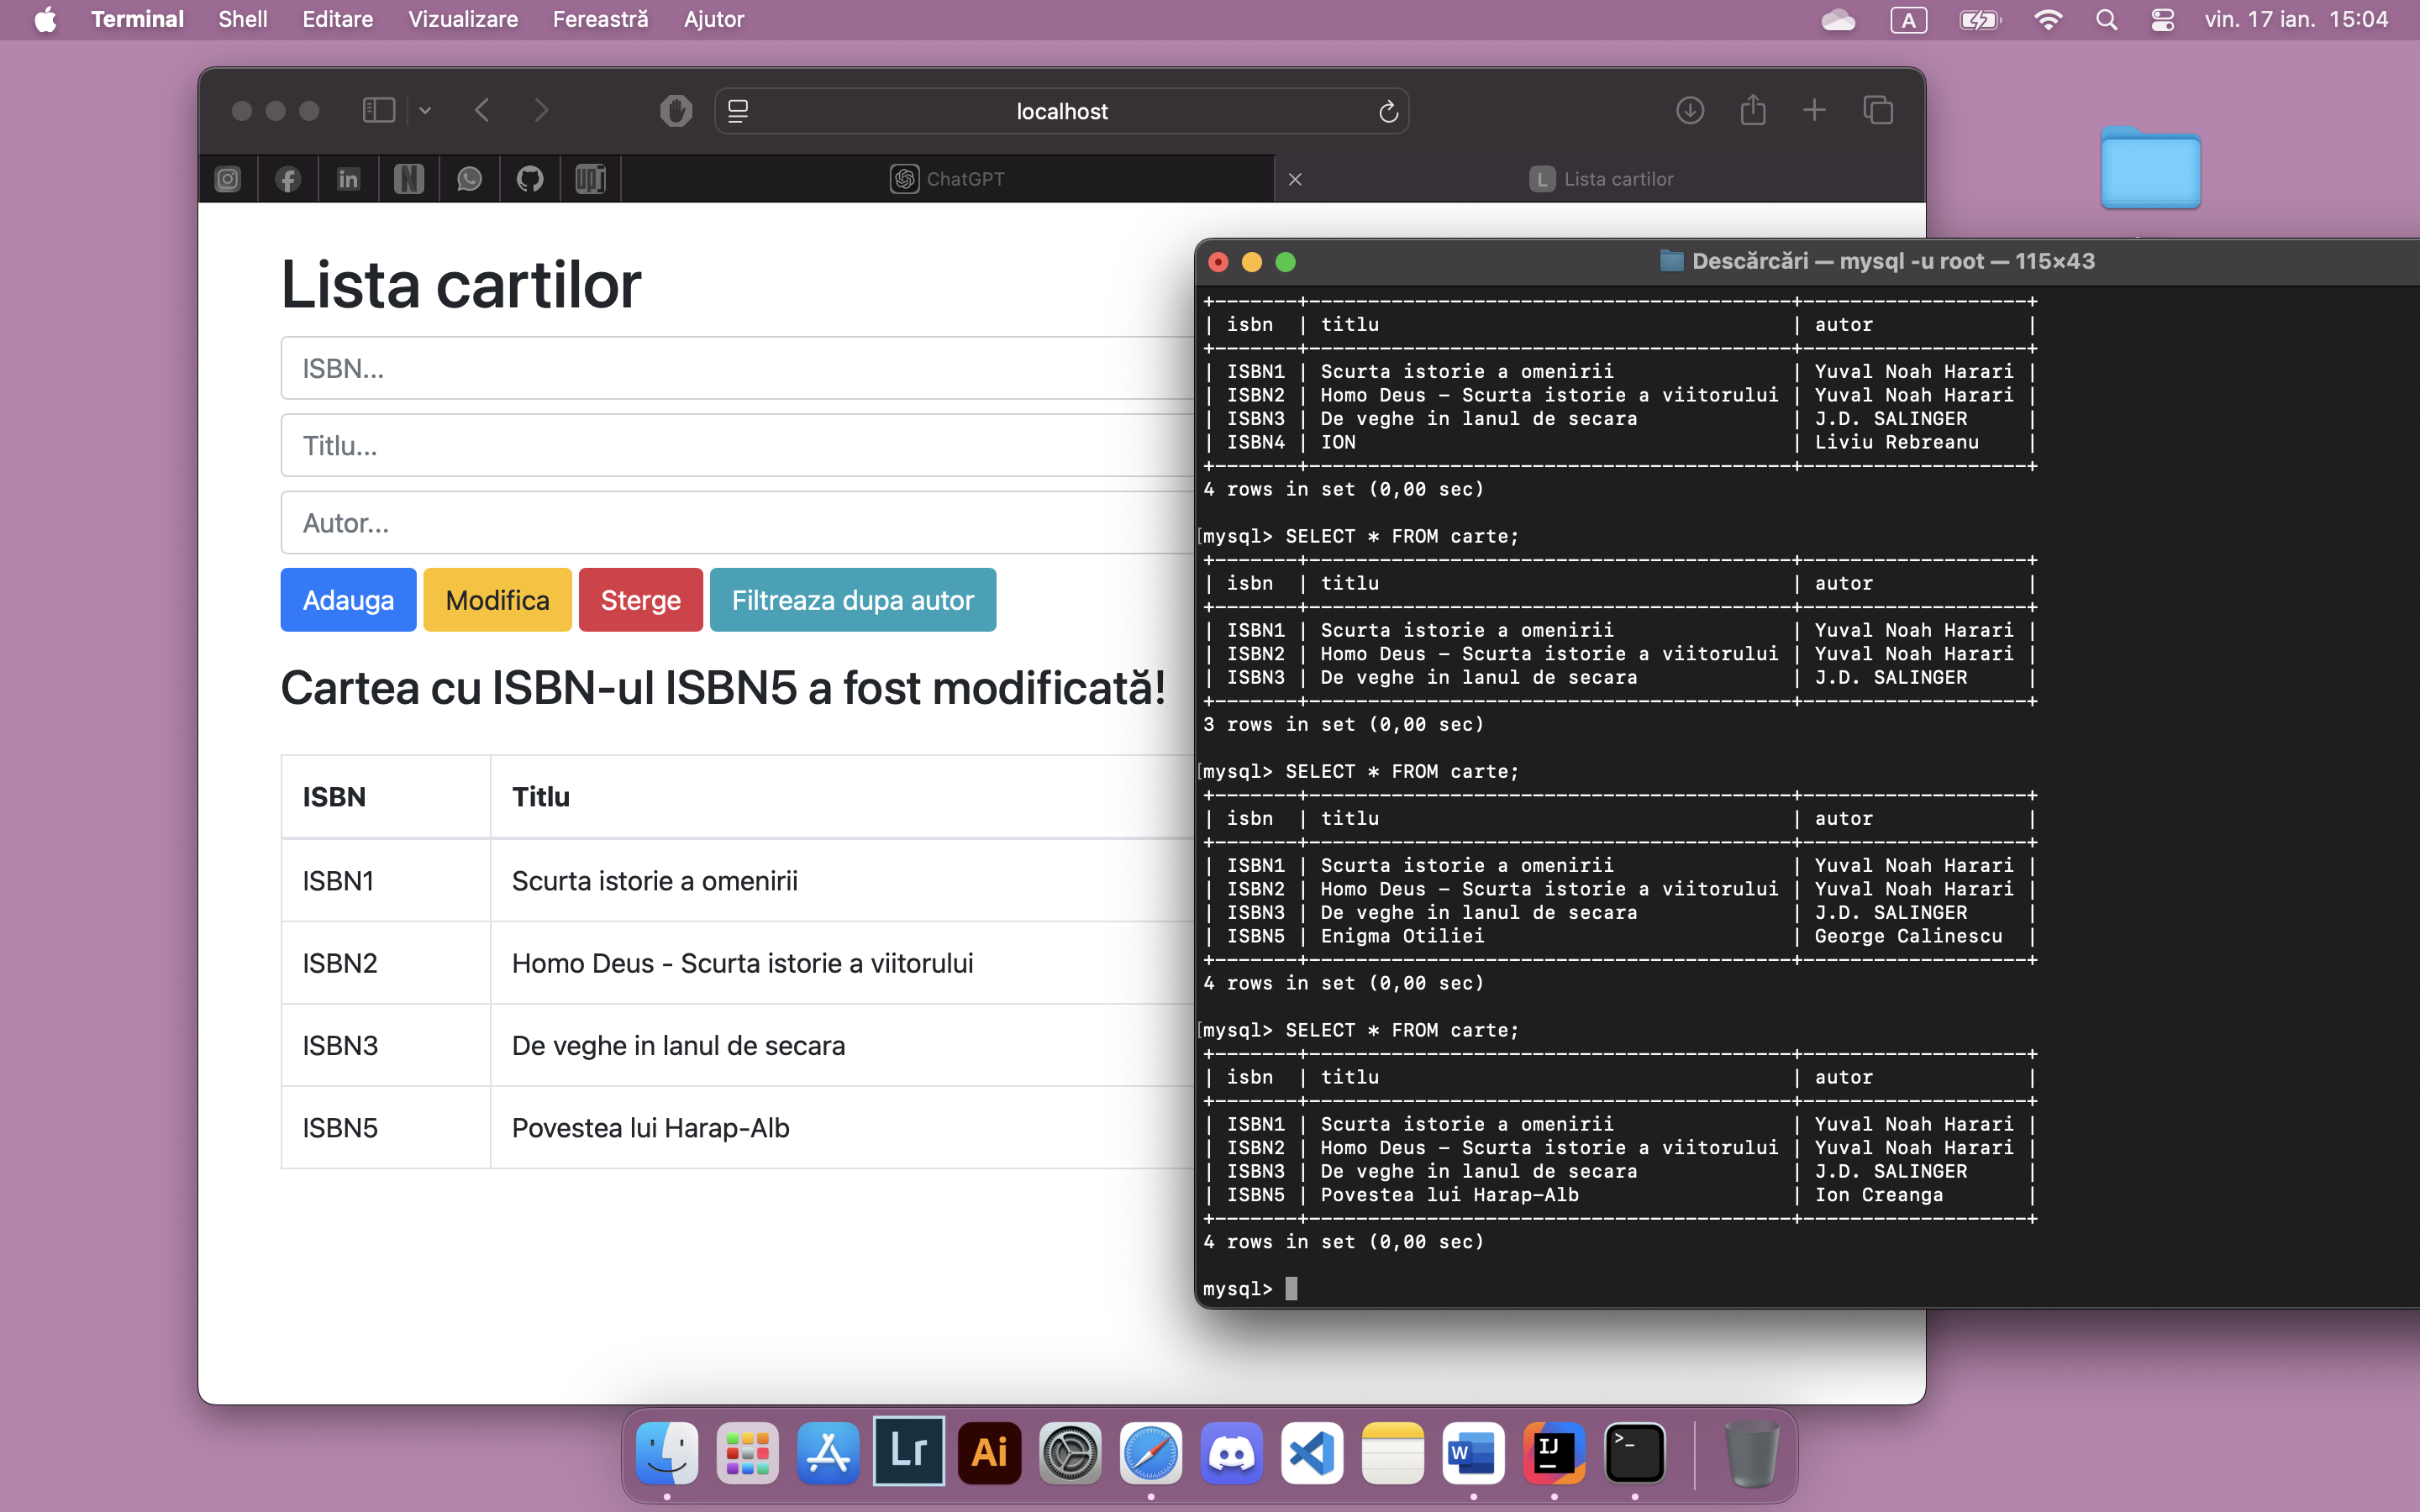 Terminal Shell Editare Vizualizare Fereastră Ajutor A vin. 17 ian. 15:04
localhost
ChatGPT L Lista cartilor
Lista cartilor
ISBN...
Titlu...
Autor...
Adauga Modifica Sterge Filtreaza dupa autor
Cartea cu ISBN-ul ISBN5 a fost modificată!
ISBN Titlu
ISBN1 Scurta istorie a omenirii
ISBN2 Homo Deus - Scurta istorie a viitorului
ISBN3 De veghe in lanul de secara
ISBN5 Povestea lui Harap-Alb
Descărcări — mysql -u root — 115×43
+-------+-----------------------------------------+-------------------+
| isbn | titlu | autor |
+-------+-----------------------------------------+-------------------+
| ISBN1 | Scurta istorie a omenirii | Yuval Noah Harari |
| ISBN2 | Homo Deus - Scurta istorie a viitorului | Yuval Noah Harari |
| ISBN3 | De veghe in lanul de secara | J.D. SALINGER |
| ISBN4 | ION | Liviu Rebreanu |
+-------+-----------------------------------------+-------------------+
4 rows in set (0,00 sec)
[mysql> SELECT * FROM carte;
+-------+-----------------------------------------+-------------------+
| isbn | titlu | autor |
+-------+-----------------------------------------+-------------------+
| ISBN1 | Scurta istorie a omenirii | Yuval Noah Harari |
| ISBN2 | Homo Deus - Scurta istorie a viitorului | Yuval Noah Harari |
| ISBN3 | De veghe in lanul de secara | J.D. SALINGER |
+-------+-----------------------------------------+-------------------+
3 rows in set (0,00 sec)
[mysql> SELECT * FROM carte;
+-------+-----------------------------------------+-------------------+
| isbn | titlu | autor |
+-------+-----------------------------------------+-------------------+
| ISBN1 | Scurta istorie a omenirii | Yuval Noah Harari |
| ISBN2 | Homo Deus - Scurta istorie a viitorului | Yuval Noah Harari |
| ISBN3 | De veghe in lanul de secara | J.D. SALINGER |
| ISBN5 | Enigma Otiliei | George Calinescu |
+-------+-----------------------------------------+-------------------+
4 rows in set (0,00 sec)
[mysql> SELECT * FROM carte;
+-------+-----------------------------------------+-------------------+
| isbn | titlu | autor |
+-------+-----------------------------------------+-------------------+
| ISBN1 | Scurta istorie a omenirii | Yuval Noah Harari |
| ISBN2 | Homo Deus - Scurta istorie a viitorului | Yuval Noah Harari |
| ISBN3 | De veghe in lanul de secara | J.D. SALINGER |
| ISBN5 | Povestea lui Harap-Alb | Ion Creanga |
+-------+-----------------------------------------+-------------------+
4 rows in set (0,00 sec)
mysql>
Lr Ai W IJ >_